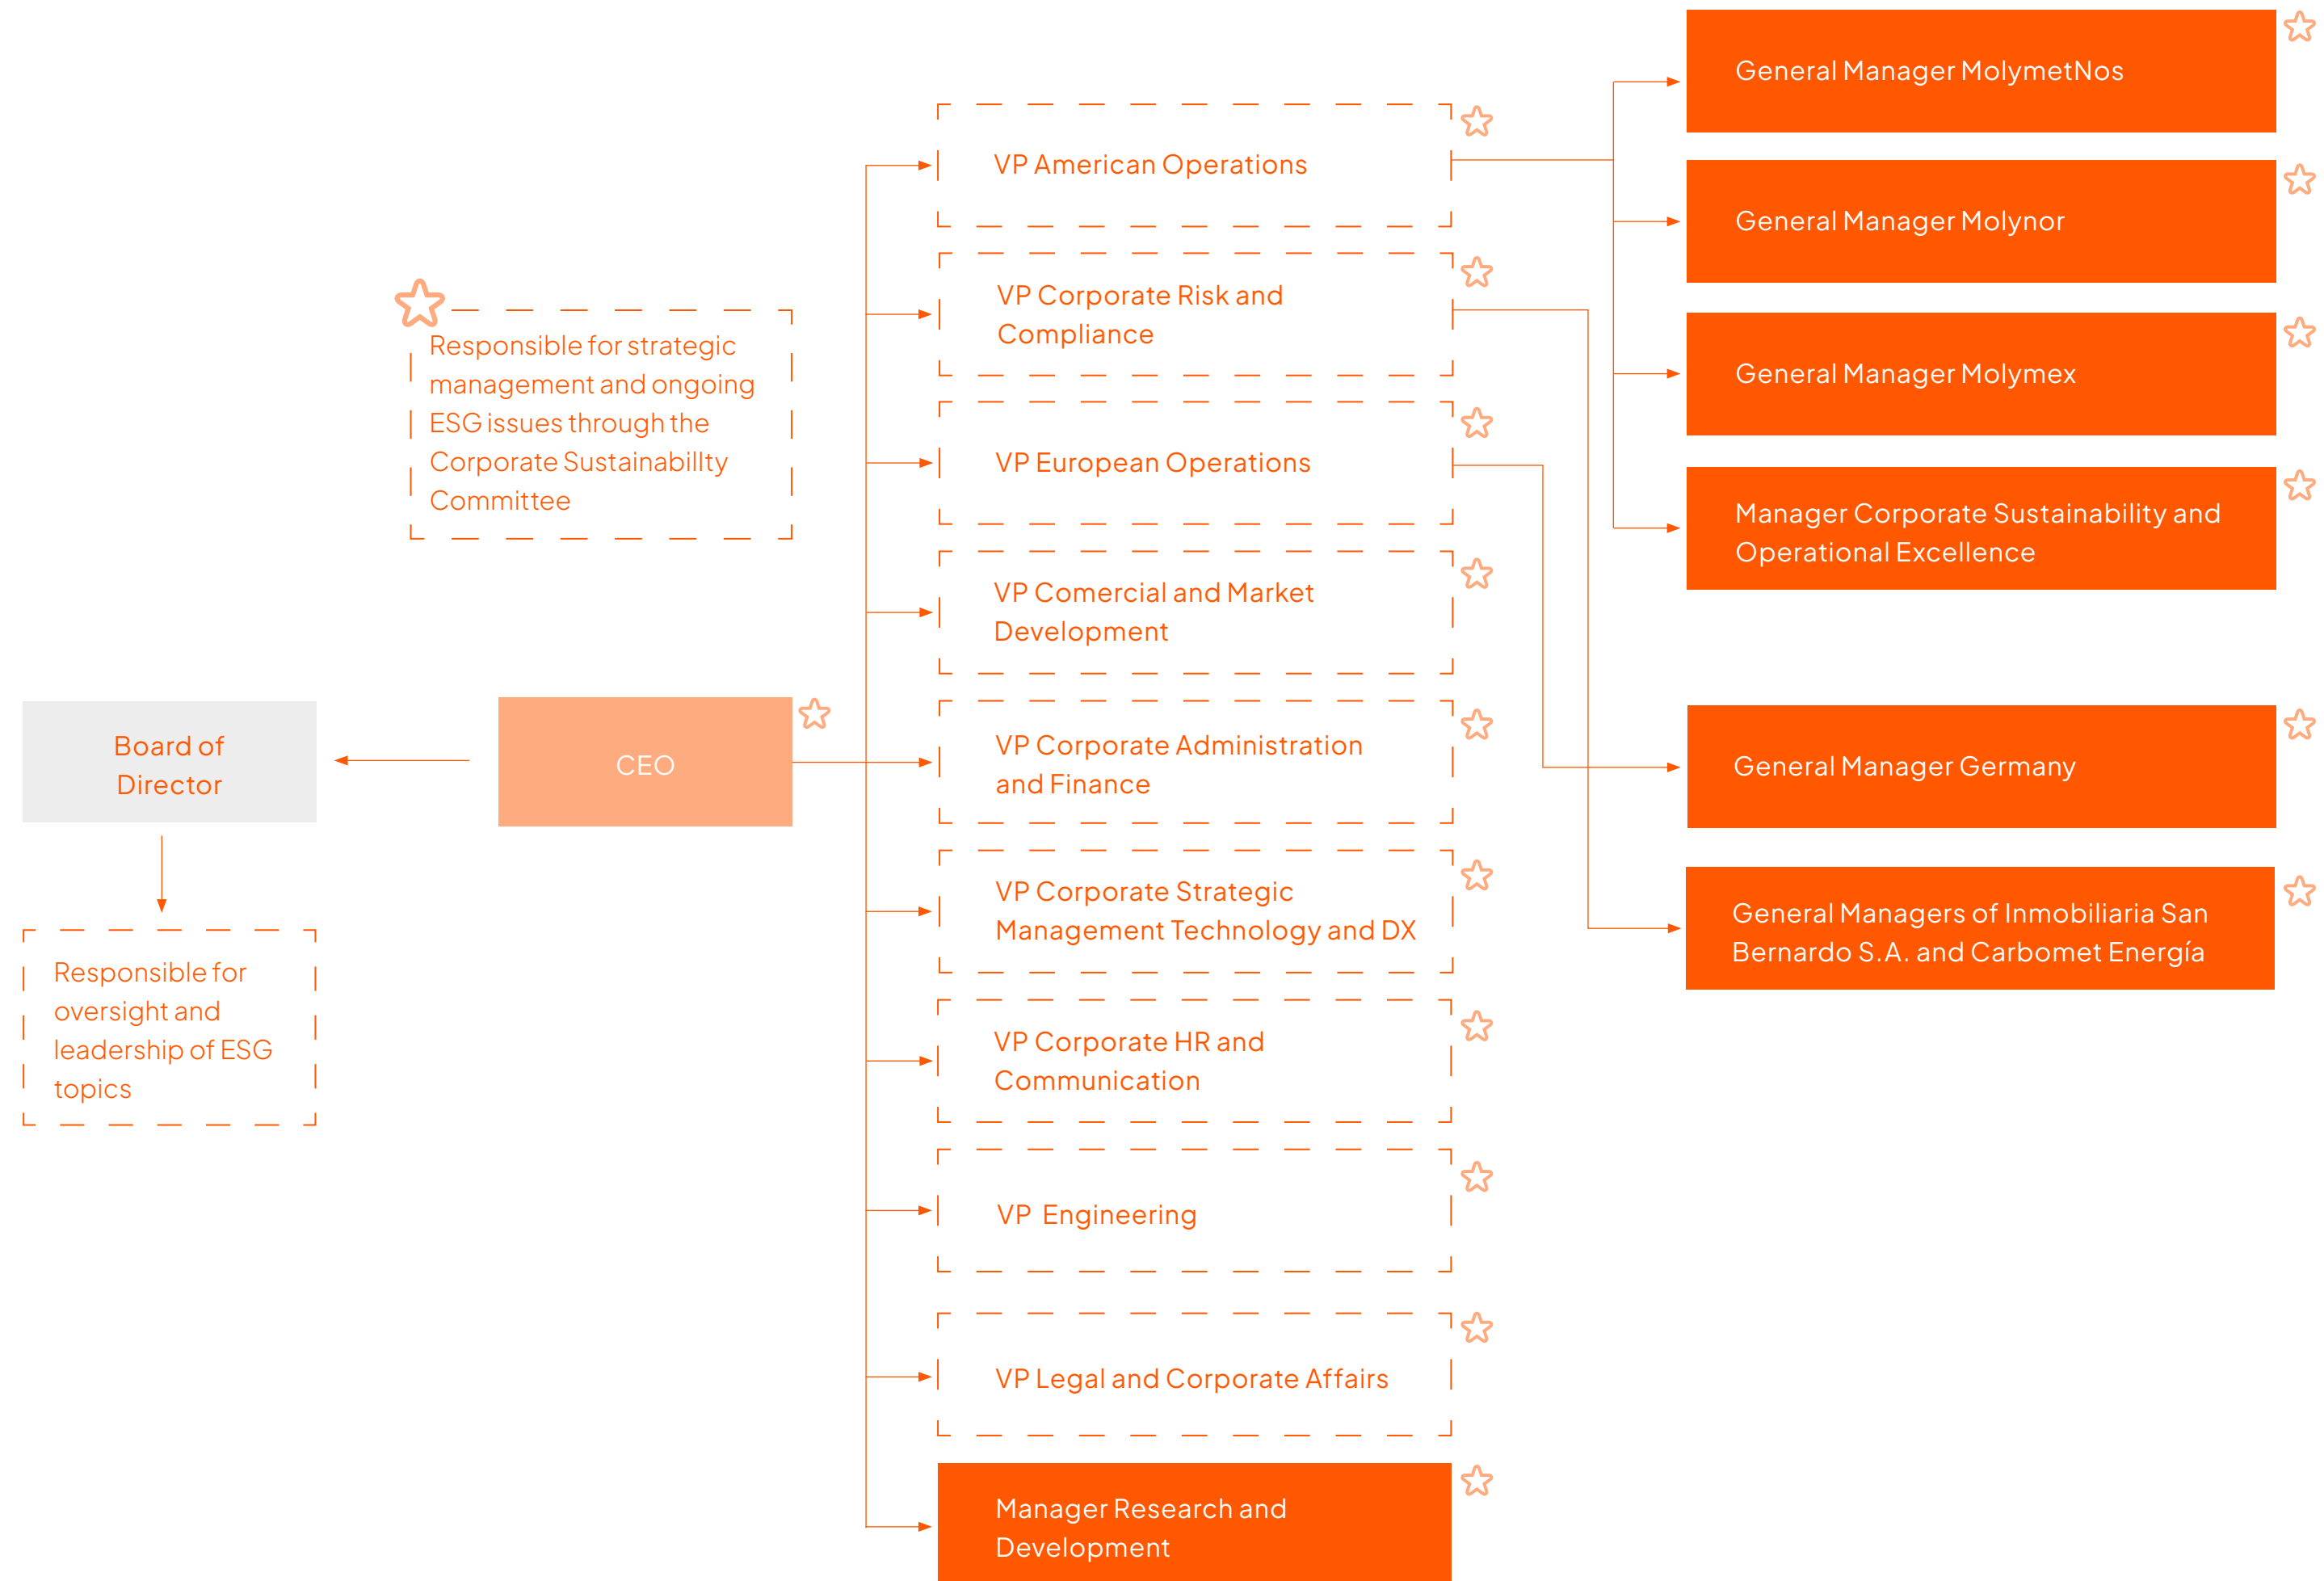 Board of
Director
Responsible for
oversight and
leadership of ESG
topics
Responsible for strategic
management and ongoing
ESG issues through the
Corporate Sustainabillty
Committee
CEO
VP American Operations
VP Corporate Risk and
Compliance
VP European Operations
VP Comercial and Market
Development
VP Corporate Administration
and Finance
VP Corporate Strategic
Management Technology and DX
VP Corporate HR and
Communication
VP Engineering
VP Legal and Corporate Affairs
Manager Research and
Development
General Manager MolymetNos
General Manager Molynor
General Manager Molymex
Manager Corporate Sustainability and
Operational Excellence
General Manager Germany
General Managers of Inmobiliaria San
Bernardo S.A. and Carbomet Energía